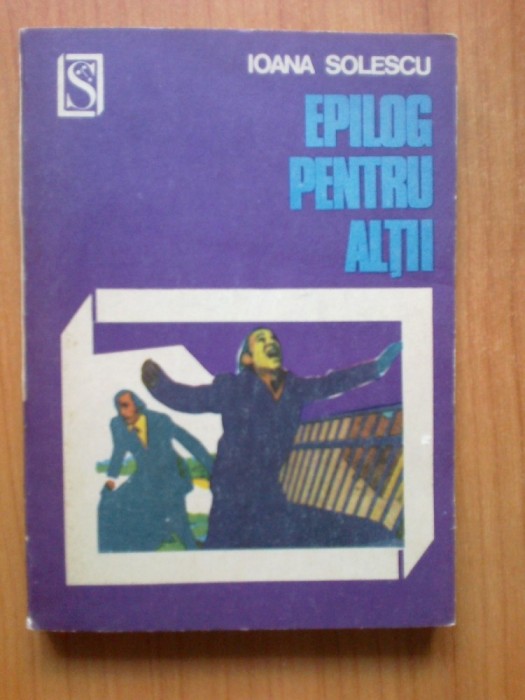 S
IOANA SOLESCU
EPILOG
PENTRU
ALȚII